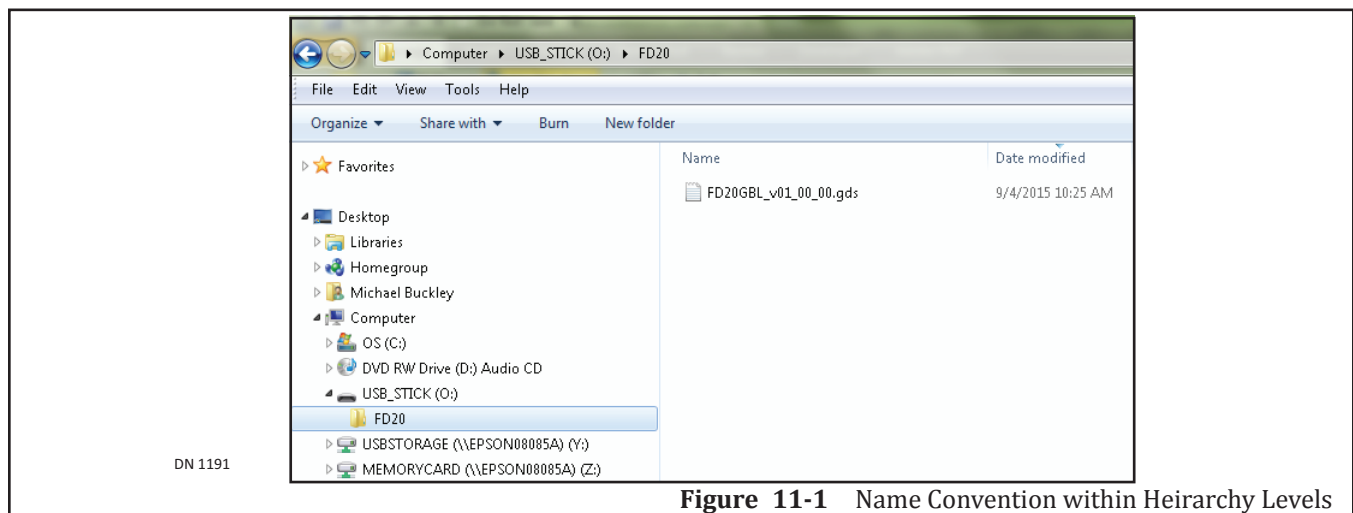 Computer ▸ USB_STICK (O:) ▸ FD20
File Edit View Tools Help
Organize Share with Burn New folder
Favorites
Desktop
Libraries
Homegroup
Michael Buckley
Computer
OS (C:)
DVD RW Drive (D:) Audio CD
USB_STICK (O:)
FD20
USBSTORAGE (\\EPSON08085A) (Y:)
MEMORYCARD (\\EPSON08085A) (Z:)
Name Date modified
FD20GBL_v01_00_00.gds 9/4/2015 10:25 AM
DN 1191
Figure 11-1 Name Convention within Heirarchy Levels